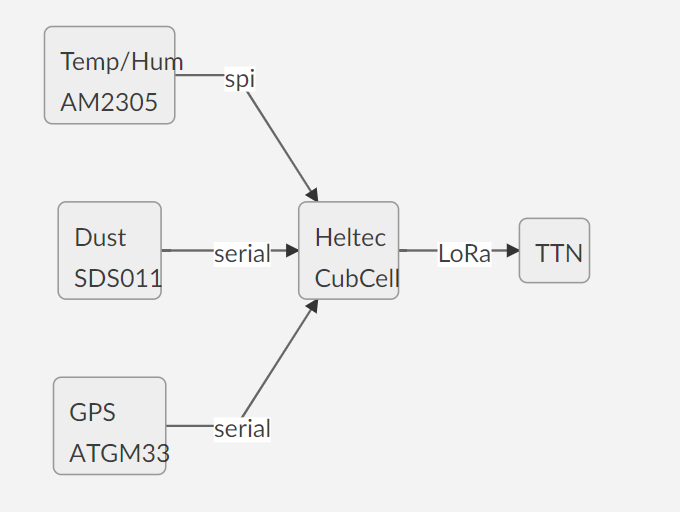 Temp/Hum
AM2305
spi
Dust
SDS011
serial
Heltec
CubCell
LoRa
TTN
GPS
ATGM33
serial